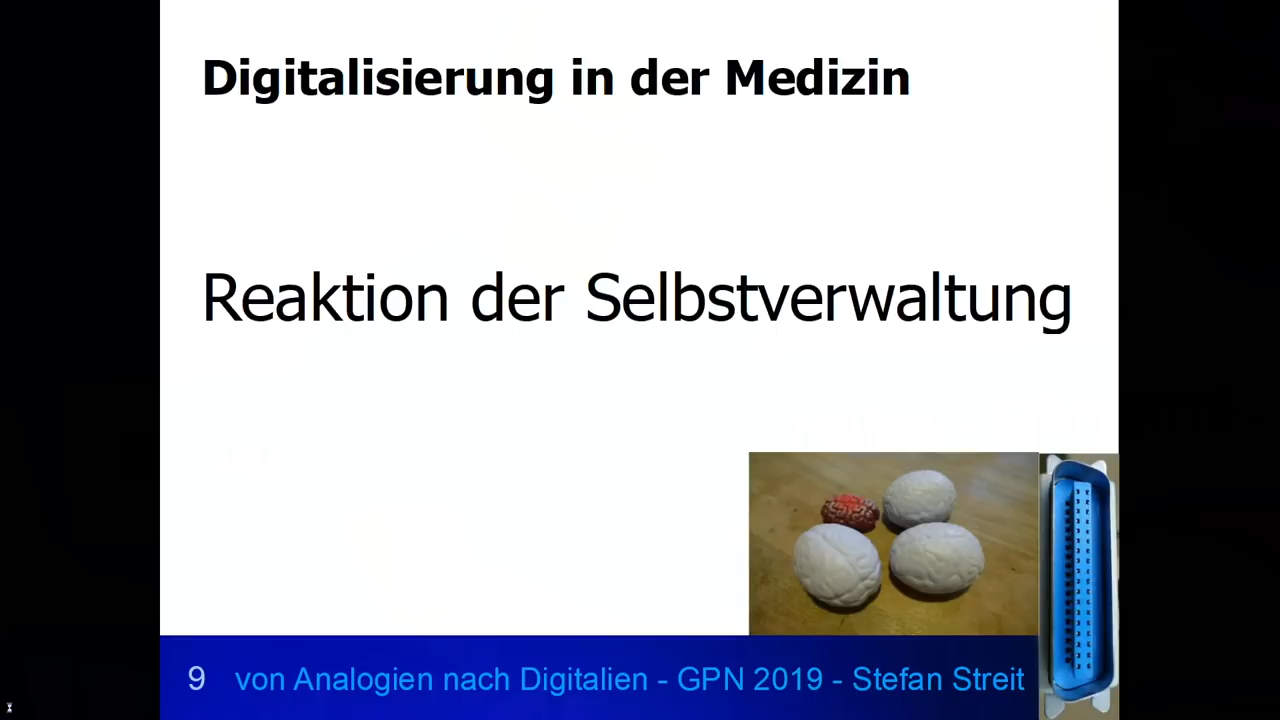 Digitalisierung in der Medizin
Reaktion der Selbstverwaltung
9 von Analogien nach Digitalien - GPN 2019 - Stefan Streit